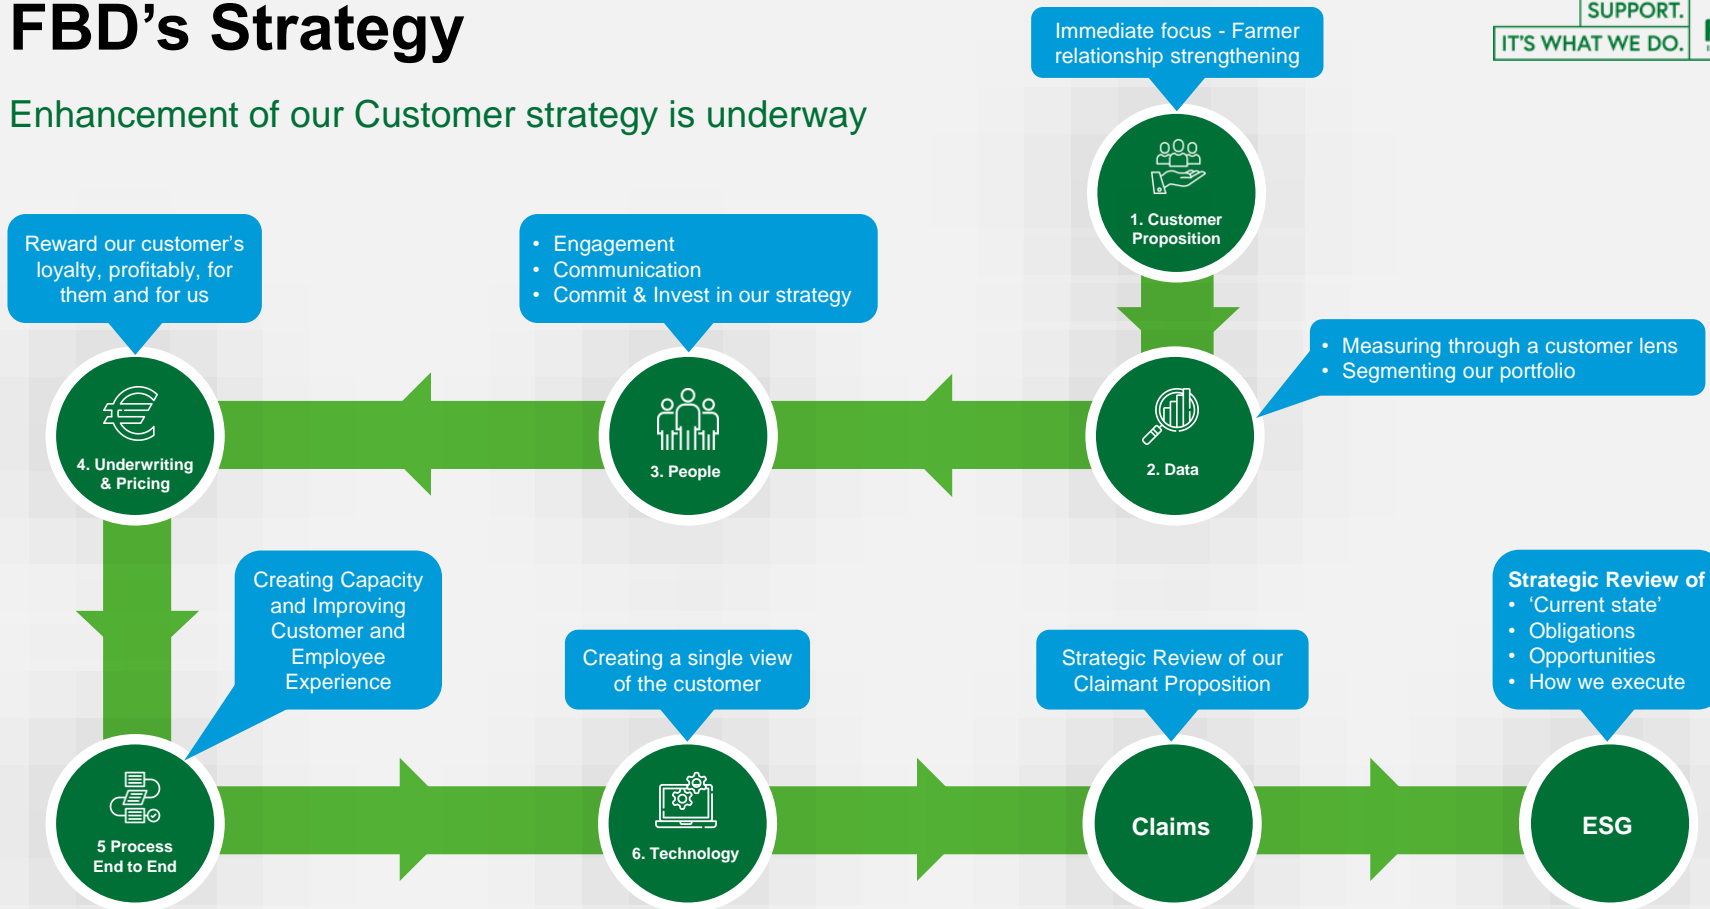 FBD's Strategy
SUPPORT.
IT'S WHAT WE DO.
Enhancement of our Customer strategy is underway
Immediate focus - Farmer
relationship strengthening
1. Customer
Proposition
Reward our customer's
loyalty, profitably, for
them and for us
• Engagement
• Communication
• Commit & Invest in our strategy
• Measuring through a customer lens
• Segmenting our portfolio
4. Underwriting
& Pricing
3. People
2. Data
Creating Capacity
and Improving
Customer and
Employee
Experience
Creating a single view
of the customer
Strategic Review of our
Claimant Proposition
Strategic Review of
• ‘Current state’
• Obligations
• Opportunities
• How we execute
5 Process
End to End
6. Technology
Claims
ESG